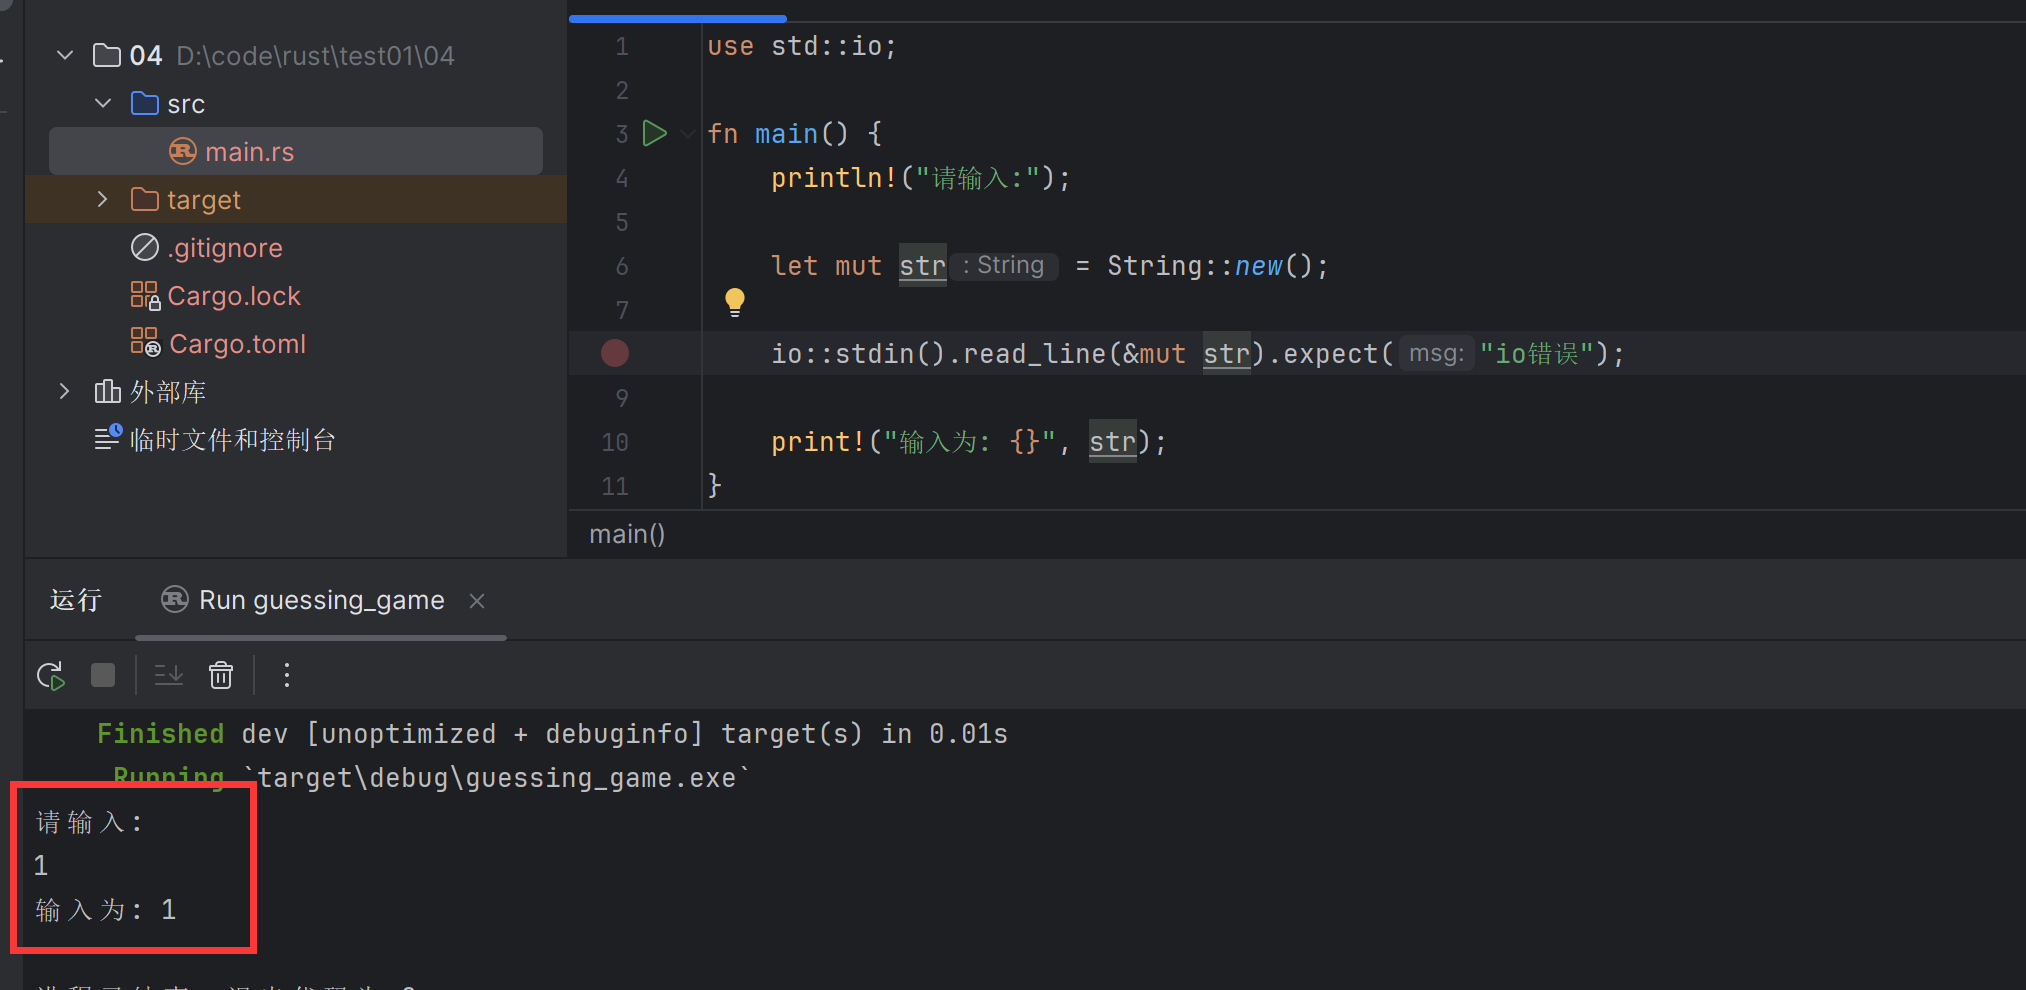 04 D:\code\rust\test01\04
src
main.rs
target
.gitignore
Cargo.lock
Cargo.toml
外部库
临时文件和控制台
1 use std::io;
2
3 fn main() {
4 println!("请输入:");
5
6 let mut str : String = String::new();
7
io::stdin().read_line(&mut str).expect( msg: "io错误");
9
10 print!("输入为: {}", str);
11 }
main()
运行 Run guessing_game
Finished dev [unoptimized + debuginfo] target(s) in 0.01s
Running `target\debug\guessing_game.exe`
请输入:
1
输入为: 1